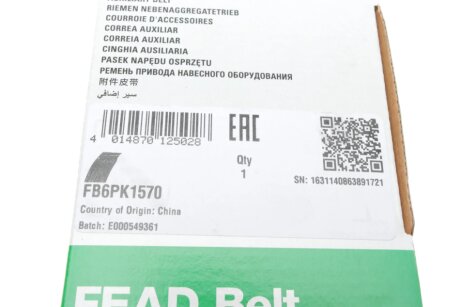 AUXILIARY BELT
RIEMEN NEBENAGGREGATETRIEB
COURROIE D'ACCESSOIRES
CORREA AUXILIAR
CORREIA AUXILIAR
CINGHIA AUSILIARIA
PASEK NAPĘDU OSPRZĘTU
РЕМЕНЬ ПРИВОДА НАВЕСНОГО ОБОРУДОВАНИЯ
附件皮带
سير إضافي
4 014870 125028
EAC
Qty
1
SN: 1631140863891721
FB6PK1570
Country of Origin: China
Batch: E000549361
FEAD Belt